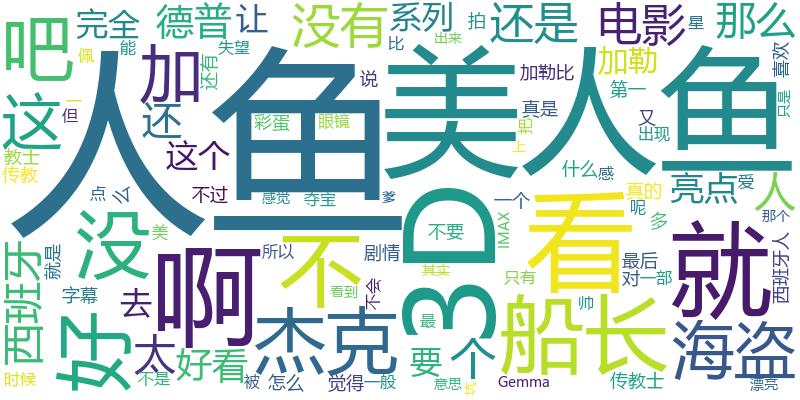 吧
完全
德普
让
没有
系列
拍
还是
电影
星
那么
佩
能
失望
比
出来
加
还有
说
加勒比
加勒
喜欢
人鱼
美人鱼
这
但
一
还
彩蛋
眼镜
真是
把
第一
又
出现
只是
教士
传教
这个
上
什么
感
点
么
不过
感觉
夺宝
爹
一个
真的
亮点
爱
人
没
美
3D
不要
IMAX
看
呢
多
那个
西班牙
就是
啊
所以
不
剧情
就
西班牙人
字幕
去
看到
不会
其实
只有
最后
对
一部
好
杰克
最
船长
帅
海盗
太
好看
要
个
时候
不是
被
怎么
觉得
一般
意思
坑
Gemma
传教士
漂亮